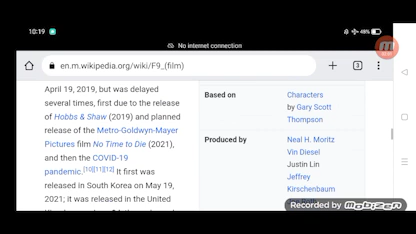 10:19
48%
No internet connection
en.m.wikipedia.org/wiki/F9_(film)
3
April 19, 2019, but was delayed
several times, first due to the release
of Hobbs & Shaw (2019) and planned
release of the Metro-Goldwyn-Mayer
Pictures film No Time to Die (2021),
and then the COVID-19
pandemic.[10][11][12] It first was
released in South Korea on May 19,
2021; it was released in the United
Based on
Characters
by Gary Scott
Thompson
Produced by
Neal H. Moritz
Vin Diesel
Justin Lin
Jeffrey
Kirschenbaum
Recorded by Mobizen